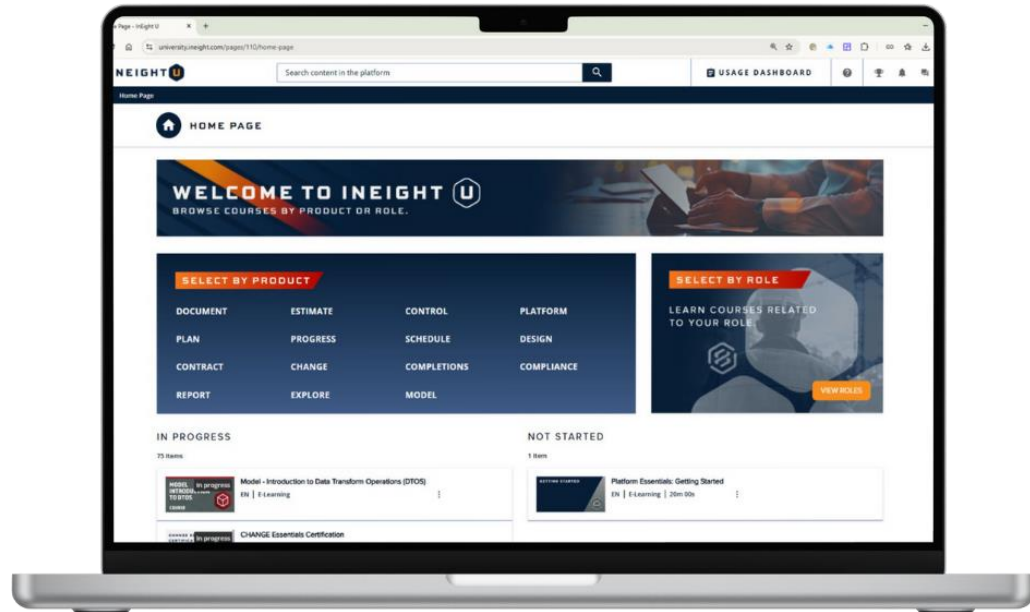 Page - InEight U
university.ineight.com/pages/110/home-page
NEIGHT U
Search content in the platform
USAGE DASHBOARD
Home Page
HOME PAGE
WELCOME TO INEIGHT U
BROWSE COURSES BY PRODUCT OR ROLE.
SELECT BY PRODUCT
DOCUMENT ESTIMATE CONTROL PLATFORM
PLAN PROGRESS SCHEDULE DESIGN
CONTRACT CHANGE COMPLETIONS COMPLIANCE
REPORT EXPLORE MODEL
SELECT BY ROLE
LEARN COURSES RELATED
TO YOUR ROLE.
VIEW ROLES
IN PROGRESS
75 items
MODEL
TO DTOS
COURSE
In progress
Model - Introduction to Data Transform Operations (DTOS)
EN | E-Learning
In progress
CHANGE Essentials Certification
NOT STARTED
1 item
GETTING STARTED
Platform Essentials: Getting Started
EN | E-Learning | 20m 00s